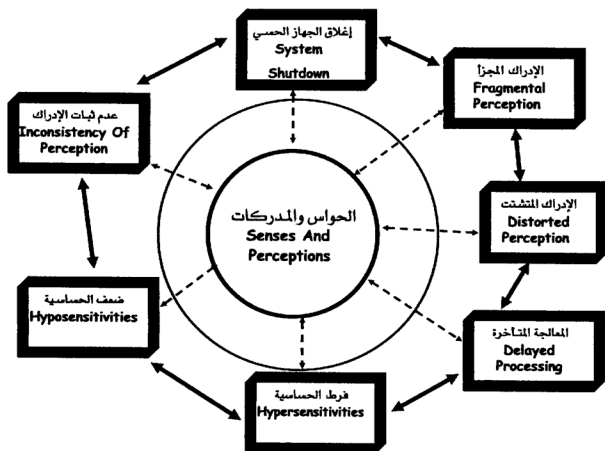 إغلاق الجهاز الحسي
System
Shutdown
الإدراك المجزأ
Fragmental
Perception
عدم ثبات الإدراك
Inconsistency Of
Perception
الحواس والمدركات
Senses And
Perceptions
الإدراك المتشتت
Distorted
Perception
ضعف الحساسية
Hyposensitivities
المعالجة المتأخرة
Delayed
Processing
فرط الحساسية
Hypersensitivities